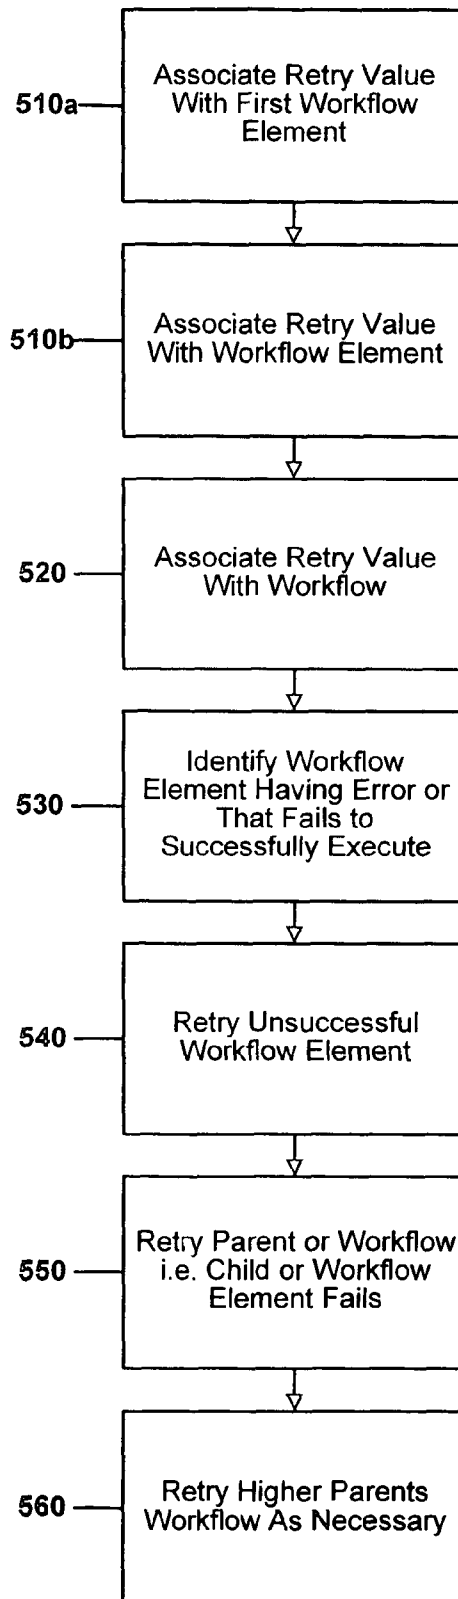 510a
Associate Retry Value
With First Workflow
Element
510b
Associate Retry Value
With Workflow Element
520
Associate Retry Value
With Workflow
530
Identify Workflow
Element Having Error or
That Fails to
Successfully Execute
540
Retry Unsuccessful
Workflow Element
550
Retry Parent or Workflow
i.e. Child or Workflow
Element Fails
560
Retry Higher Parents
Workflow As Necessary